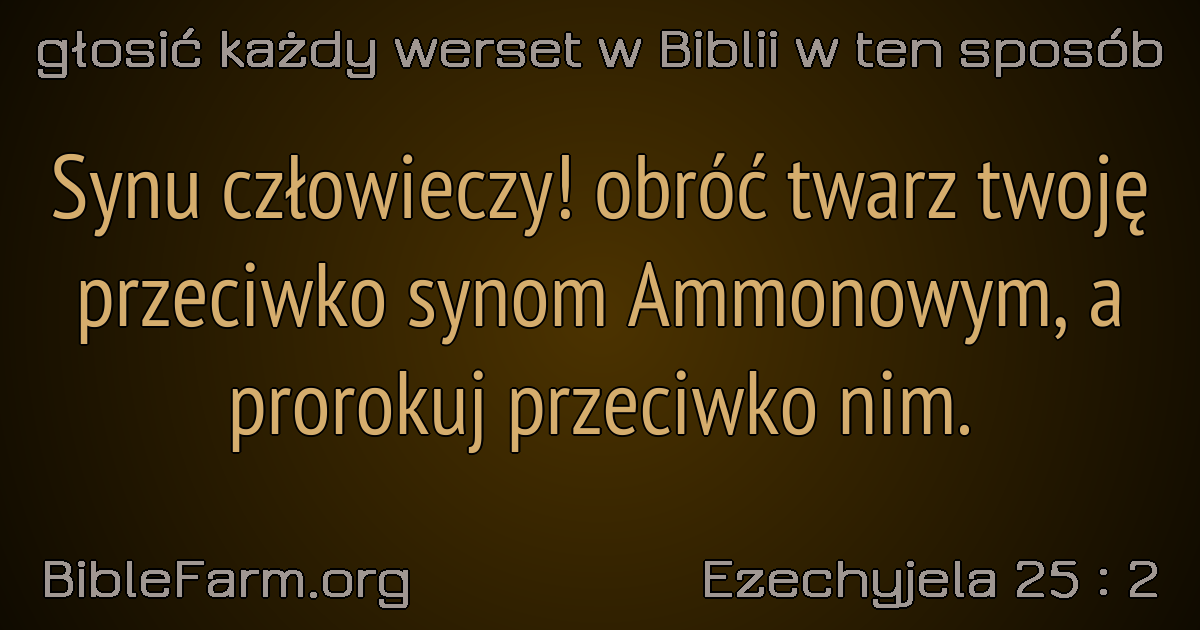 głosić każdy werset w Biblii w ten sposób
Synu człowieczy! obróć twarz twoję
przeciwko synom Ammonowym, a
prorokuj przeciwko nim.
BibleFarm.org
Ezechyjela 25 : 2